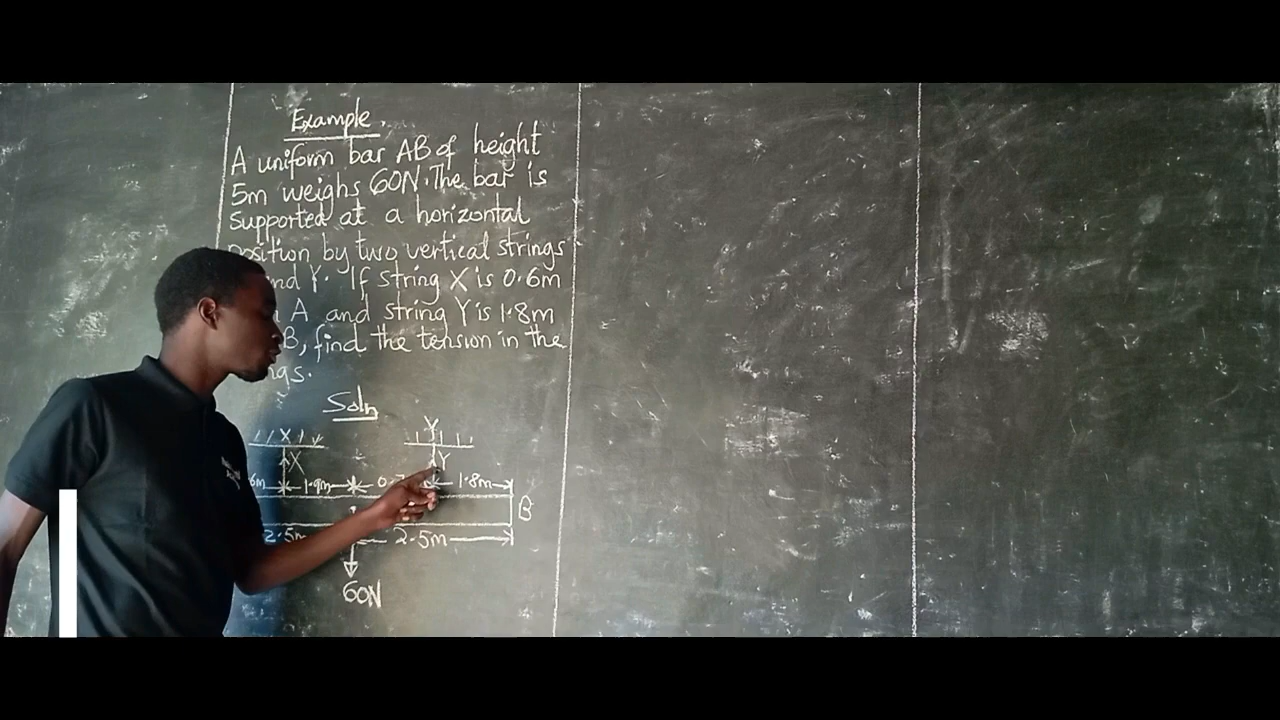 Example.
A uniform bar AB of height
5m weighs 60N. The bar is
supported at a horizontal
position by two vertical strings
Y. If string X is 0.6m
A and string Y is 1.8m
B, find the tension in the
Soln
X Y
X Y
1.9m 1.8m
B
2.5m 2.5m
60N